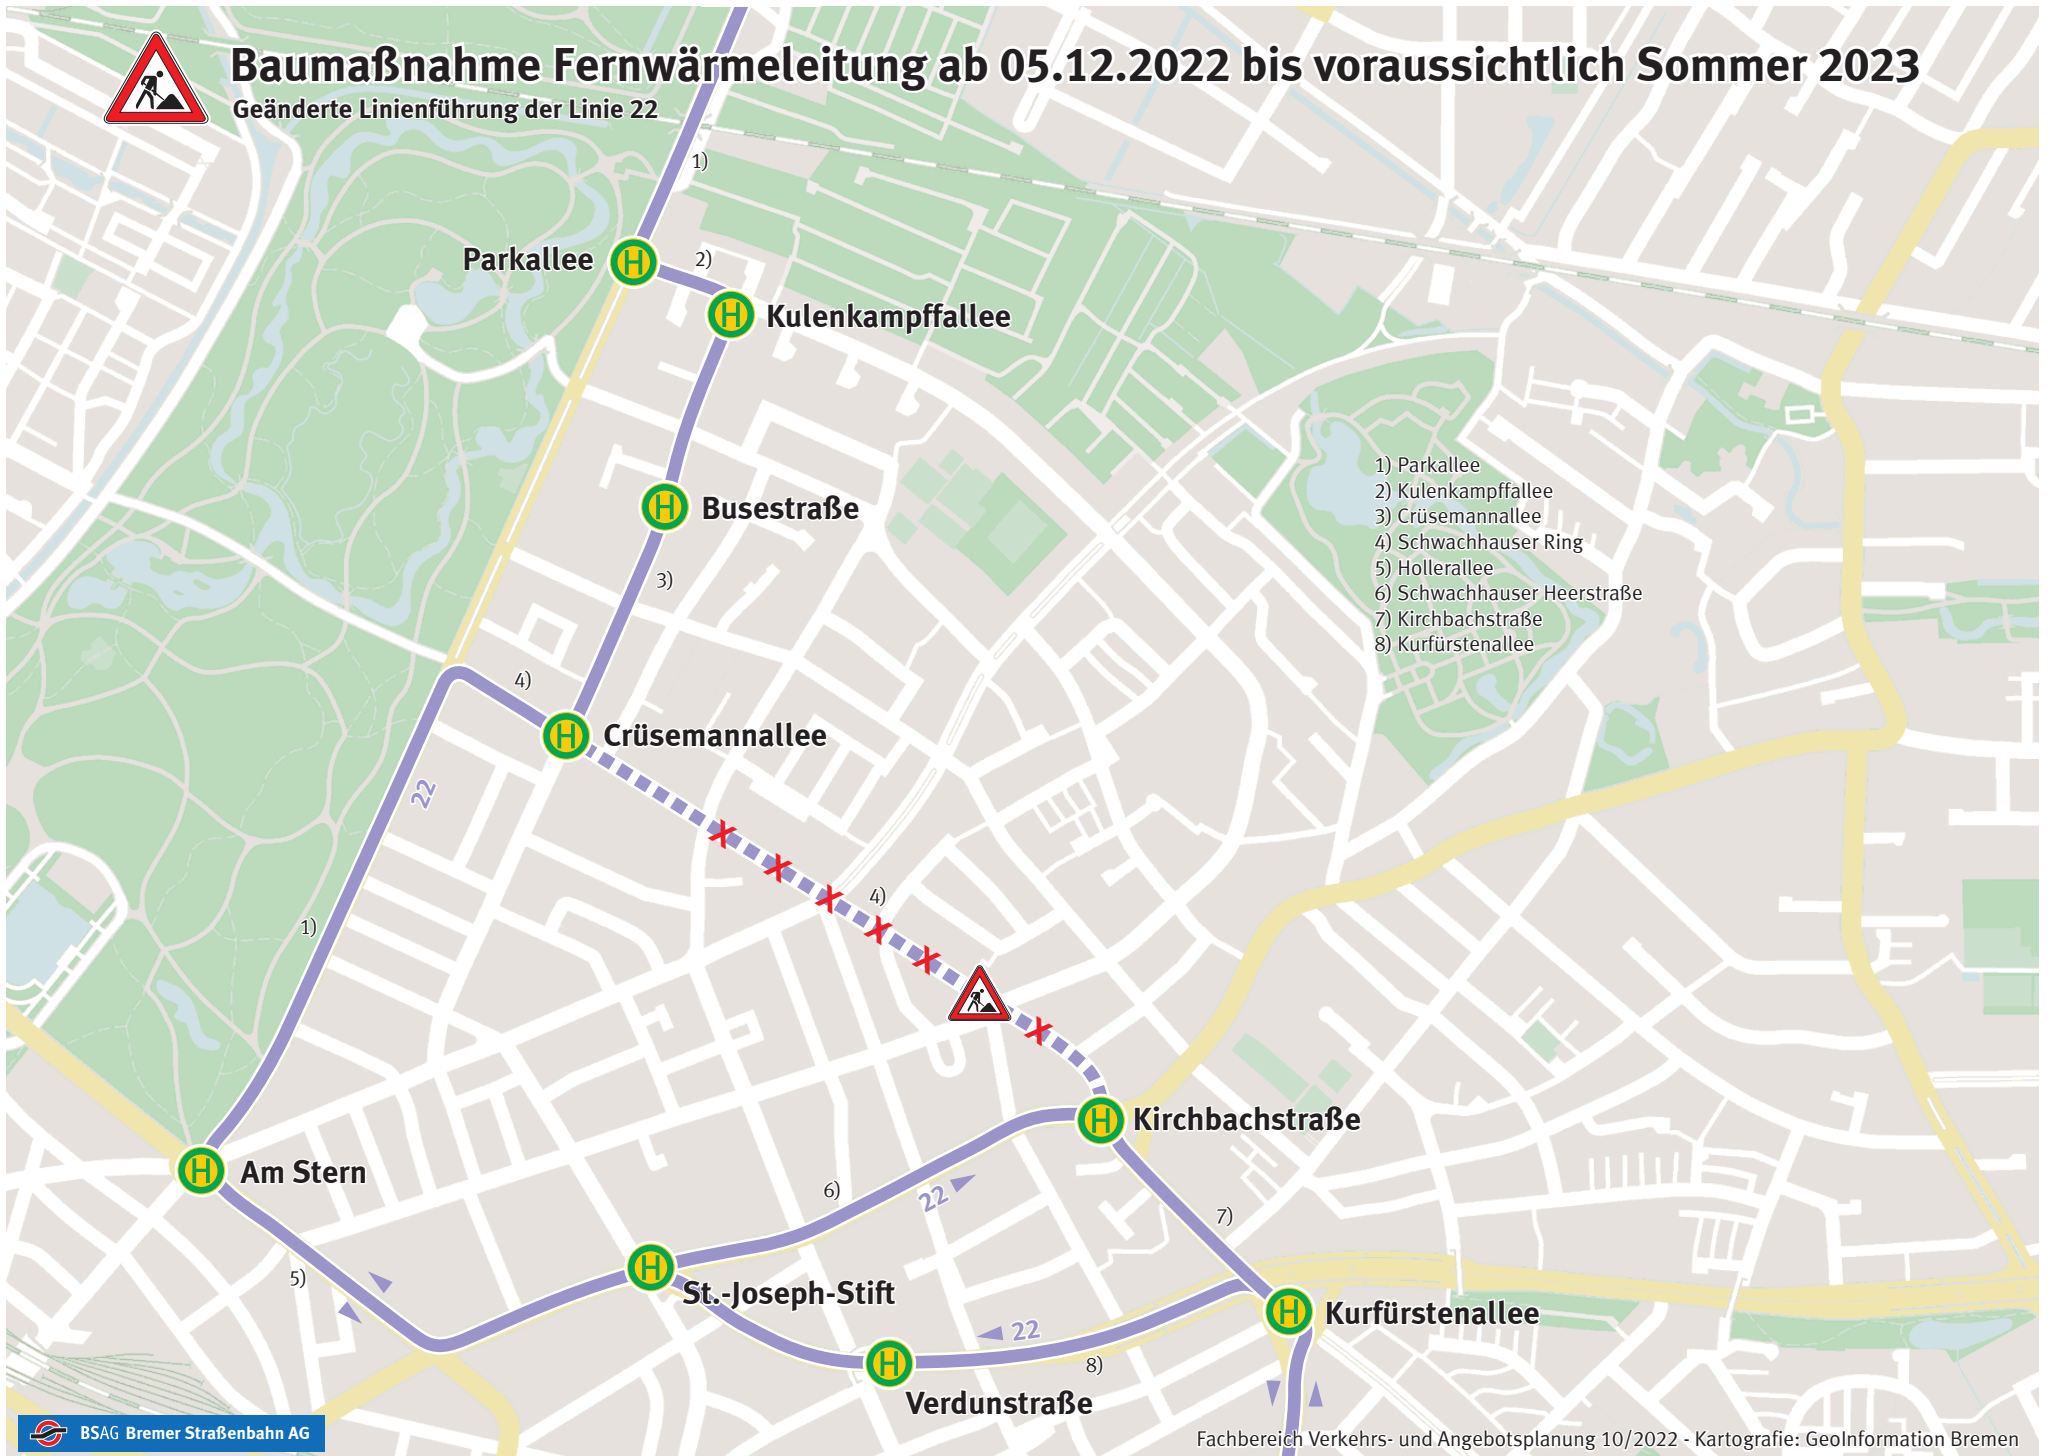 Baumaßnahme Fernwärmeleitung ab 05.12.2022 bis voraussichtlich Sommer 2023
Geänderte Linienführung der Linie 22
1)
Parkallee H
2)
H Kulenkampffallee
H Busestraße
3)
1) Parkallee
2) Kulenkampffallee
3) Crüsemannallee
4) Schwachhauser Ring
5) Hollerallee
6) Schwachhauser Heerstraße
7) Kirchbachstraße
8) Kurfürstenallee
4)
H Crüsemannallee
22
4)
1)
H Kirchbachstraße
H Am Stern
6)
22
7)
5)
H St.-Joseph-Stift
H Kurfürstenallee
22
8)
H Verdunstraße
BSAG Bremer Straßenbahn AG
Fachbereich Verkehrs- und Angebotsplanung 10/2022 - Kartografie: GeoInformation Bremen